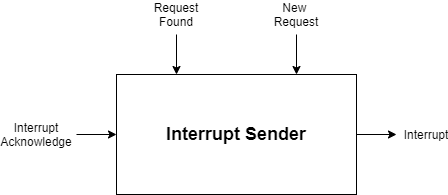 Request
Found
New
Request
Interrupt
Acknowledge
Interrupt Sender
Interrupt